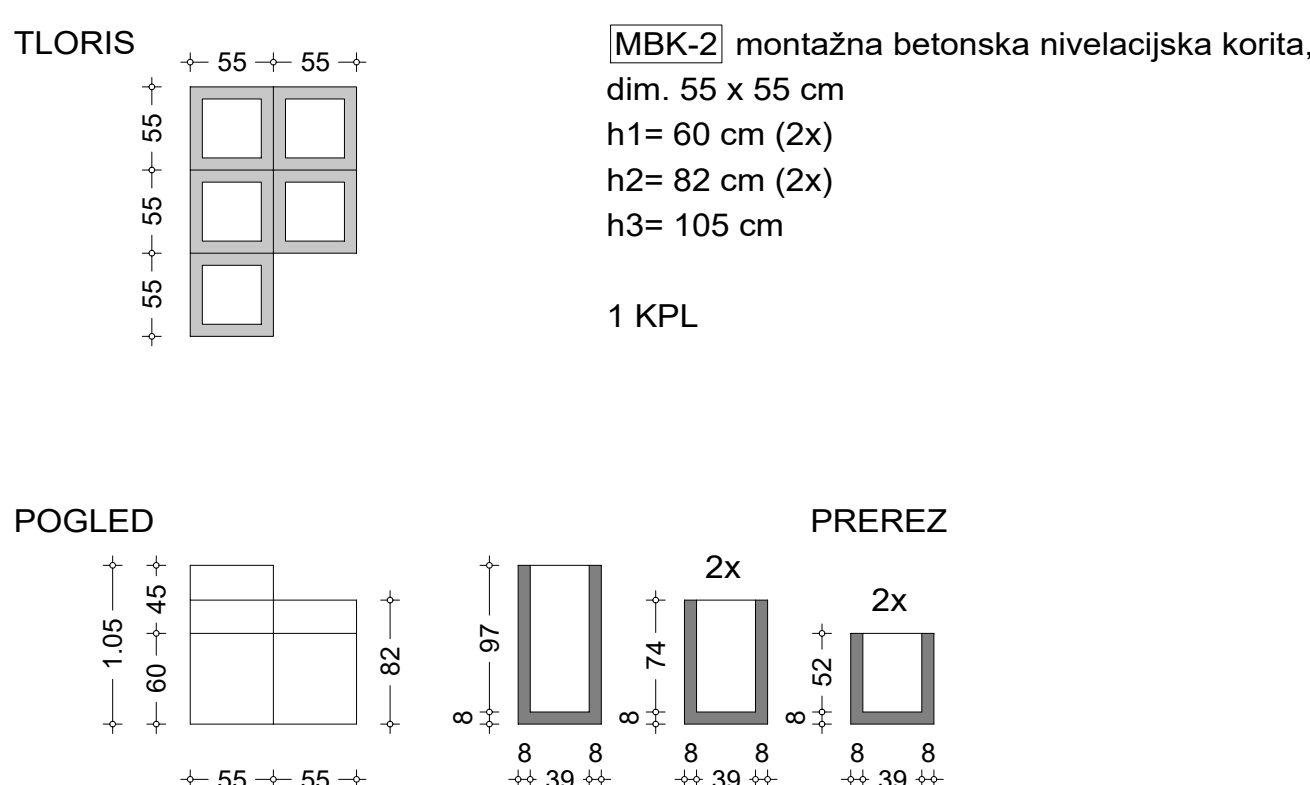 TLORIS
55 55
55
55
55
MBK-2 montažna betonska nivelacijska korita,
dim. 55 x 55 cm
h1= 60 cm (2x)
h2= 82 cm (2x)
h3= 105 cm
1 KPL
POGLED
1.05
45
60
82
55 55
PREREZ
97
8
8 8
39
2x
74
8
8 8
39
2x
52
8
8 8
39